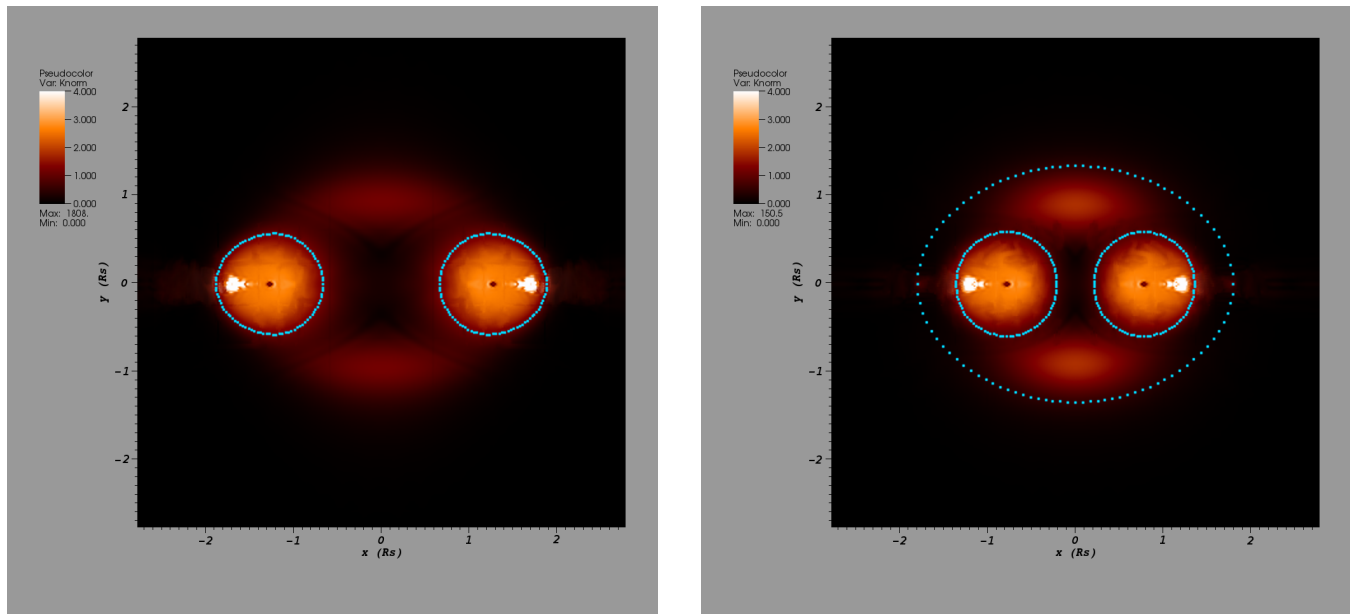 Pseudocolor
Var: Knorm
4.000
3.000
2.000
1.000
0.000
Max: 1808.
Min: 0.000
2
1
0
-1
-2
y (Rs)
-2 -1 0 1 2
x (Rs)
Pseudocolor
Var: Knorm
4.000
3.000
2.000
1.000
0.000
Max: 150.5
Min: 0.000
2
1
0
-1
-2
y (Rs)
-2 -1 0 1 2
x (Rs)